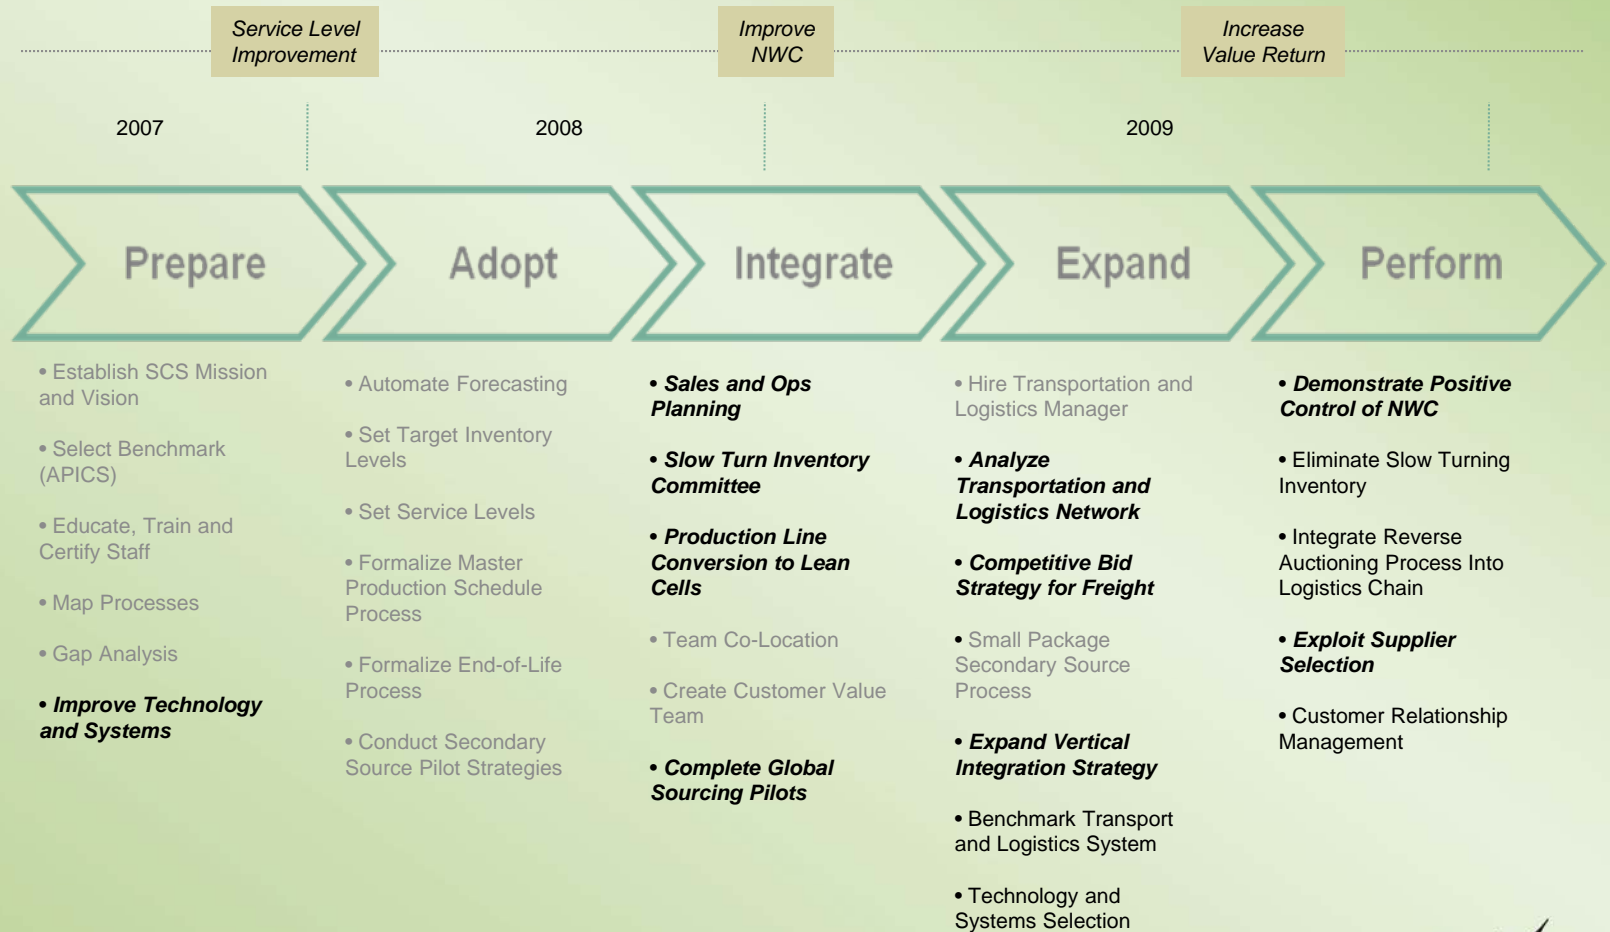 Service Level
Improvement
Improve
NWC
Increase
Value Return
2007
2008
2009
Prepare
Adopt
Integrate
Expand
Perform
• Establish SCS Mission
and Vision
• Select Benchmark
(APICS)
• Educate, Train and
Certify Staff
• Map Processes
• Gap Analysis
• Improve Technology
and Systems
• Automate Forecasting
• Set Target Inventory
Levels
• Set Service Levels
• Formalize Master
Production Schedule
Process
• Formalize End-of-Life
Process
• Conduct Secondary
Source Pilot Strategies
• Sales and Ops
Planning
• Slow Turn Inventory
Committee
• Production Line
Conversion to Lean
Cells
• Team Co-Location
• Create Customer Value
Team
• Complete Global
Sourcing Pilots
• Hire Transportation and
Logistics Manager
• Analyze
Transportation and
Logistics Network
• Competitive Bid
Strategy for Freight
• Small Package
Secondary Source
Process
• Expand Vertical
Integration Strategy
• Benchmark Transport
and Logistics System
• Technology and
Systems Selection
• Demonstrate Positive
Control of NWC
• Eliminate Slow Turning
Inventory
• Integrate Reverse
Auctioning Process Into
Logistics Chain
• Exploit Supplier
Selection
• Customer Relationship
Management